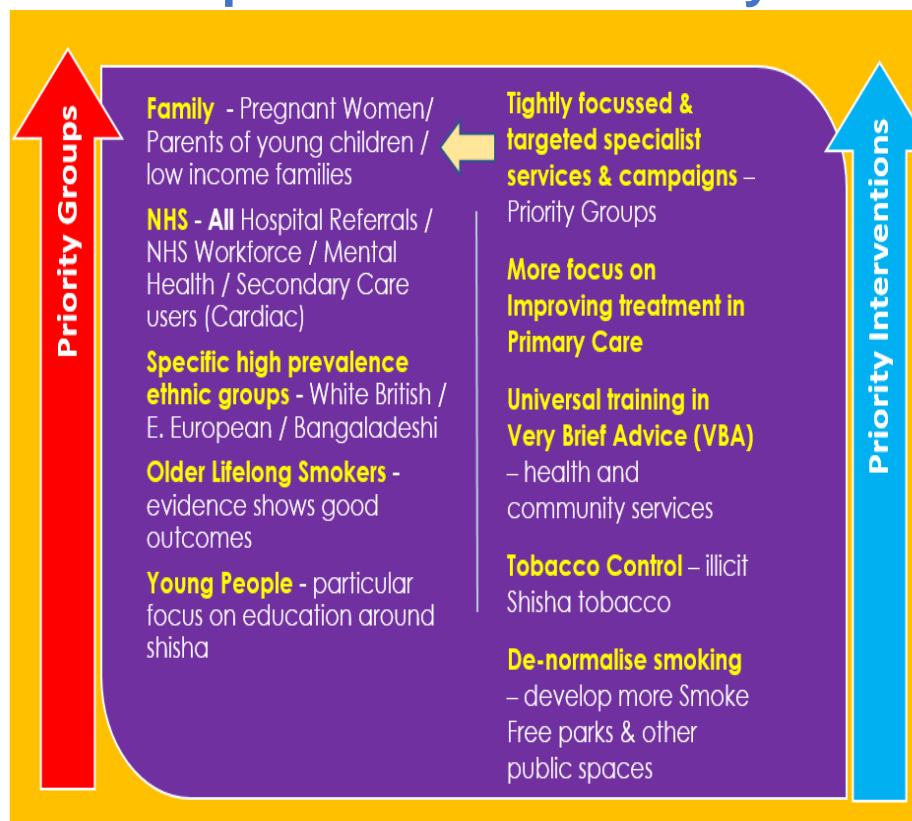 Priority Groups
Family - Pregnant Women/
Parents of young children /
low income families
NHS - All Hospital Referrals /
NHS Workforce / Mental
Health / Secondary Care
users (Cardiac)
Specific high prevalence
ethnic groups - White British /
E. European / Bangaladeshi
Older Lifelong Smokers -
evidence shows good
outcomes
Young People - particular
focus on education around
shisha
Tightly focussed &
targeted specialist
services & campaigns –
Priority Groups
More focus on
Improving treatment in
Primary Care
Universal training in
Very Brief Advice (VBA)
– health and
community services
Tobacco Control – illicit
Shisha tobacco
De-normalise smoking
– develop more Smoke
Free parks & other
public spaces
Priority Interventions